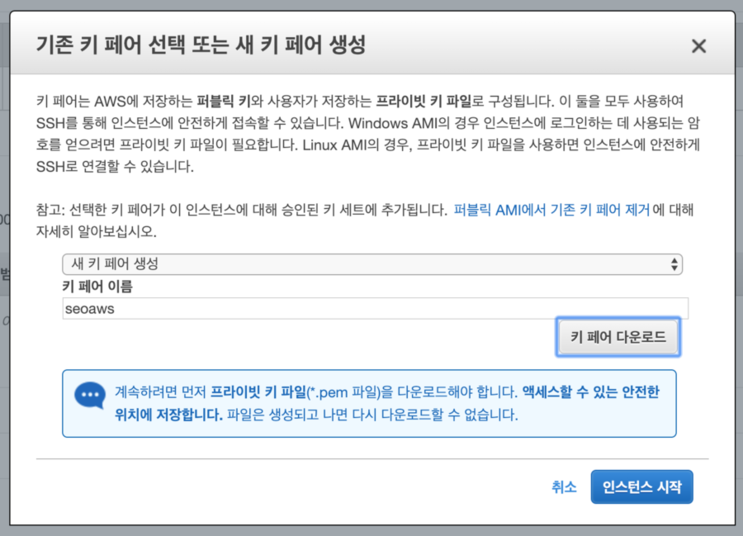 기존 키 페어 선택 또는 새 키 페어 생성
키 페어는 AWS에 저장하는 퍼블릭 키와 사용자가 저장하는 프라이빗 키 파일로 구성됩니다. 이 둘을 모두 사용하여
SSH를 통해 인스턴스에 안전하게 접속할 수 있습니다. Windows AMI의 경우 인스턴스에 로그인하는 데 사용되는 암
호를 얻으려면 프라이빗 키 파일이 필요합니다. Linux AMI의 경우, 프라이빗 키 파일을 사용하면 인스턴스에 안전하게
SSH로 연결할 수 있습니다.
참고: 선택한 키 페어가 이 인스턴스에 대해 승인된 키 세트에 추가됩니다. 퍼블릭 AMI에서 기존 키 페어 제거 에 대해
자세히 알아보십시오.
새 키 페어 생성
키 페어 이름
seoaws
키 페어 다운로드
계속하려면 먼저 프라이빗 키 파일(*.pem 파일)을 다운로드해야 합니다. 액세스할 수 있는 안전한
위치에 저장합니다. 파일은 생성되고 나면 다시 다운로드할 수 없습니다.
취소
인스턴스 시작